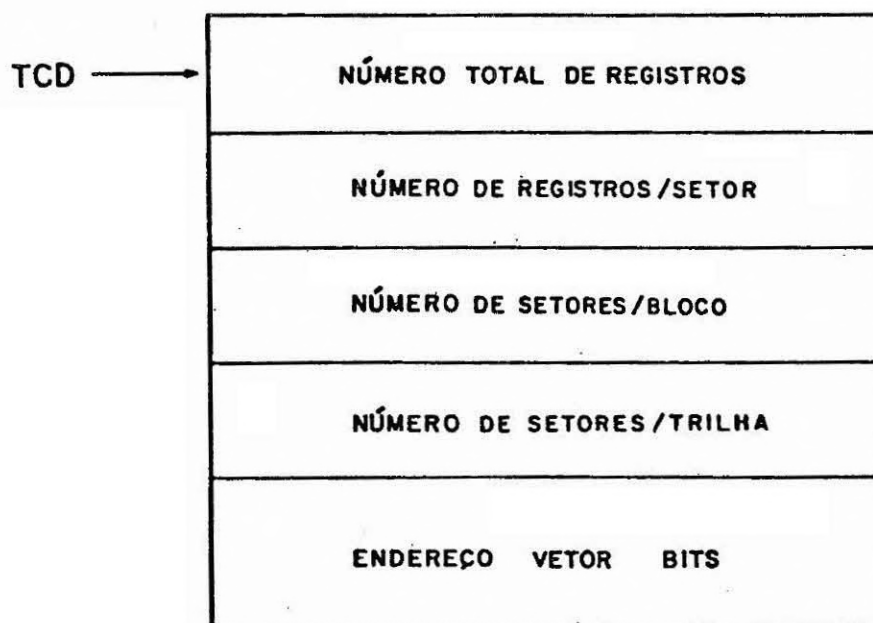 TCD
NÚMERO TOTAL DE REGISTROS
NÚMERO DE REGISTROS/SETOR
NÚMERO DE SETORES/BLOCO
NÚMERO DE SETORES/TRILHA
ENDEREÇO VETOR BITS